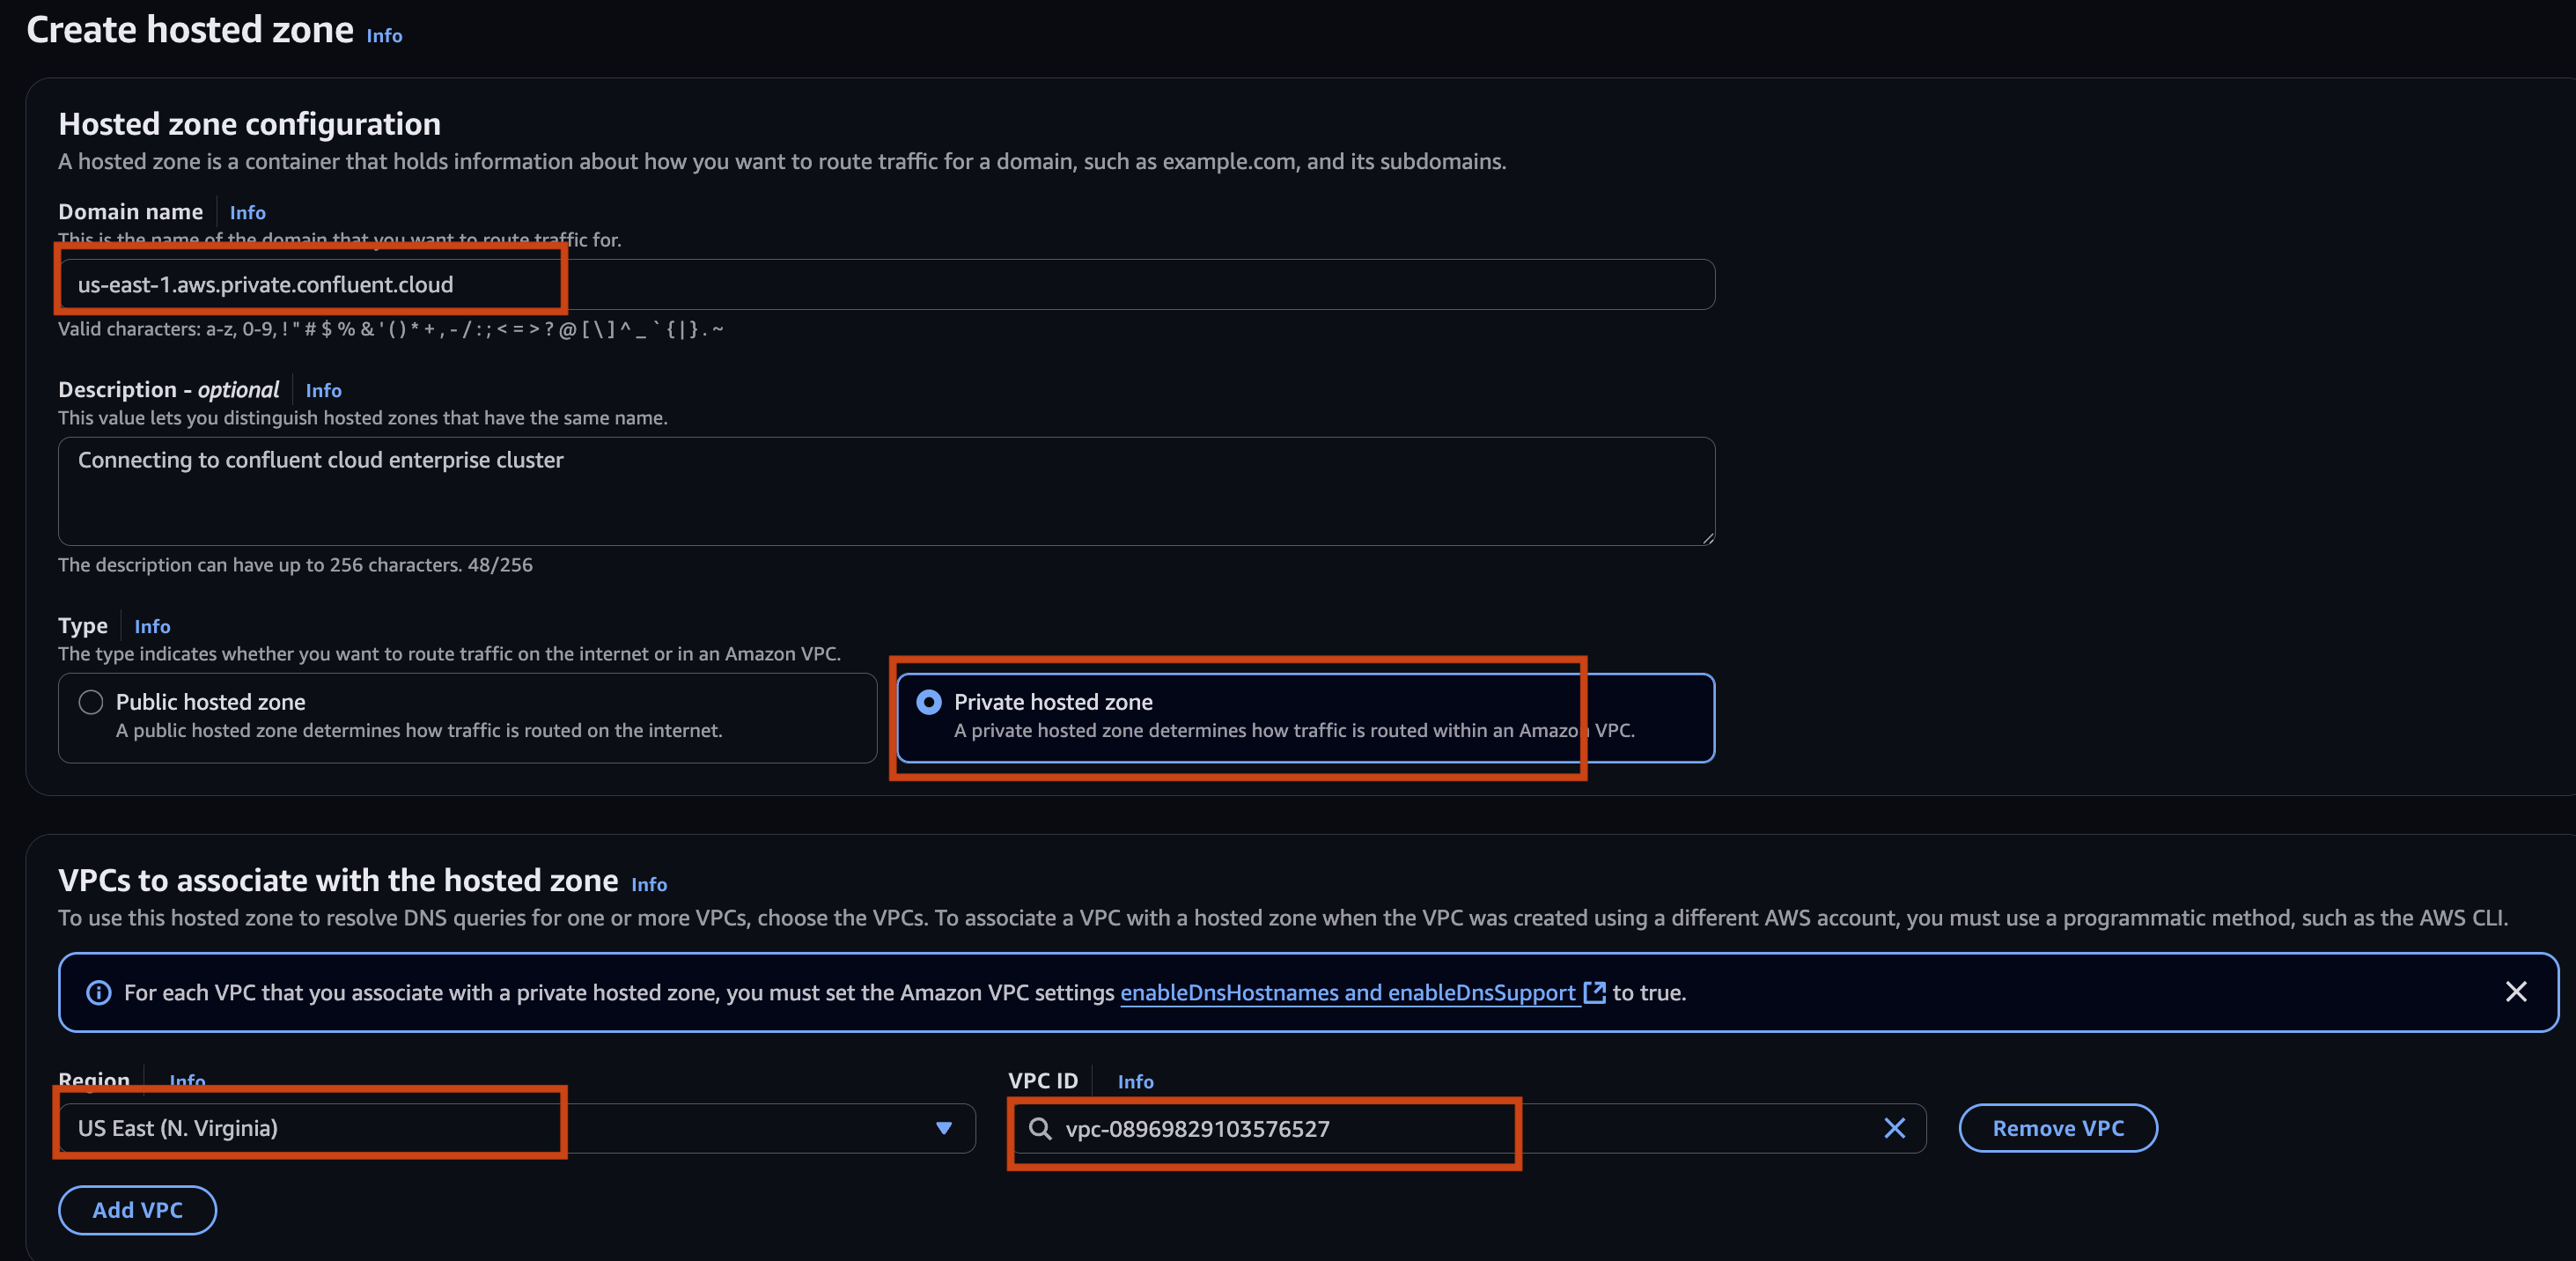 Create hosted zone Info
Hosted zone configuration
A hosted zone is a container that holds information about how you want to route traffic for a domain, such as example.com, and its subdomains.
Domain name Info
This is the name of the domain that you want to route traffic for.
us-east-1.aws.private.confluent.cloud
Valid characters: a-z, 0-9, ! " # $ % & ' ( ) * + , - / : ; < = > ? @ [ \ ] ^ _ ` { | } . ~
Description - optional Info
This value lets you distinguish hosted zones that have the same name.
Connecting to confluent cloud enterprise cluster
The description can have up to 256 characters. 48/256
Type Info
The type indicates whether you want to route traffic on the internet or in an Amazon VPC.
Public hosted zone
A public hosted zone determines how traffic is routed on the internet.
Private hosted zone
A private hosted zone determines how traffic is routed within an Amazon VPC.
VPCs to associate with the hosted zone Info
To use this hosted zone to resolve DNS queries for one or more VPCs, choose the VPCs. To associate a VPC with a hosted zone when the VPC was created using a different AWS account, you must use a programmatic method, such as the AWS CLI.
For each VPC that you associate with a private hosted zone, you must set the Amazon VPC settings enableDnsHostnames and enableDnsSupport to true.
Region Info
US East (N. Virginia)
VPC ID Info
vpc-08969829103576527
Remove VPC
Add VPC